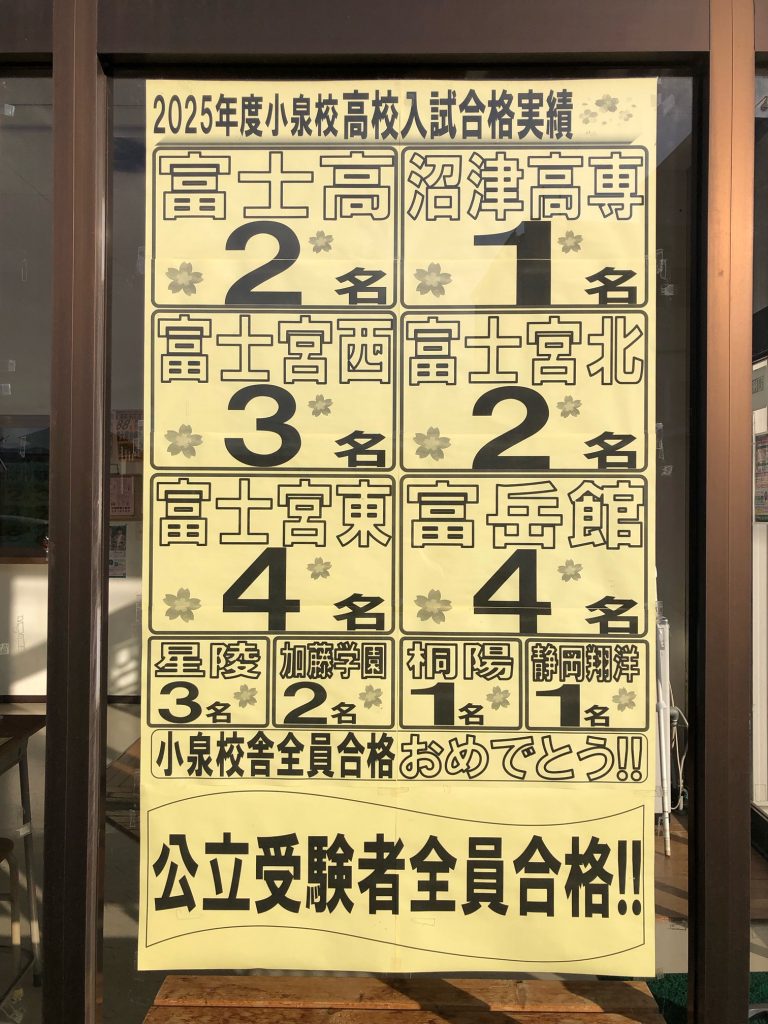 2025年度小泉校高校入試合格実績
富士高
2名
沼津高専
1名
富士宮西
3名
富士宮北
2名
富士宮東
4名
富岳館
4名
星陵
3名
加藤学園
2名
桐陽
1名
静岡翔洋
1名
小泉校舎全員合格おめでとう!!
公立受験者全員合格!!